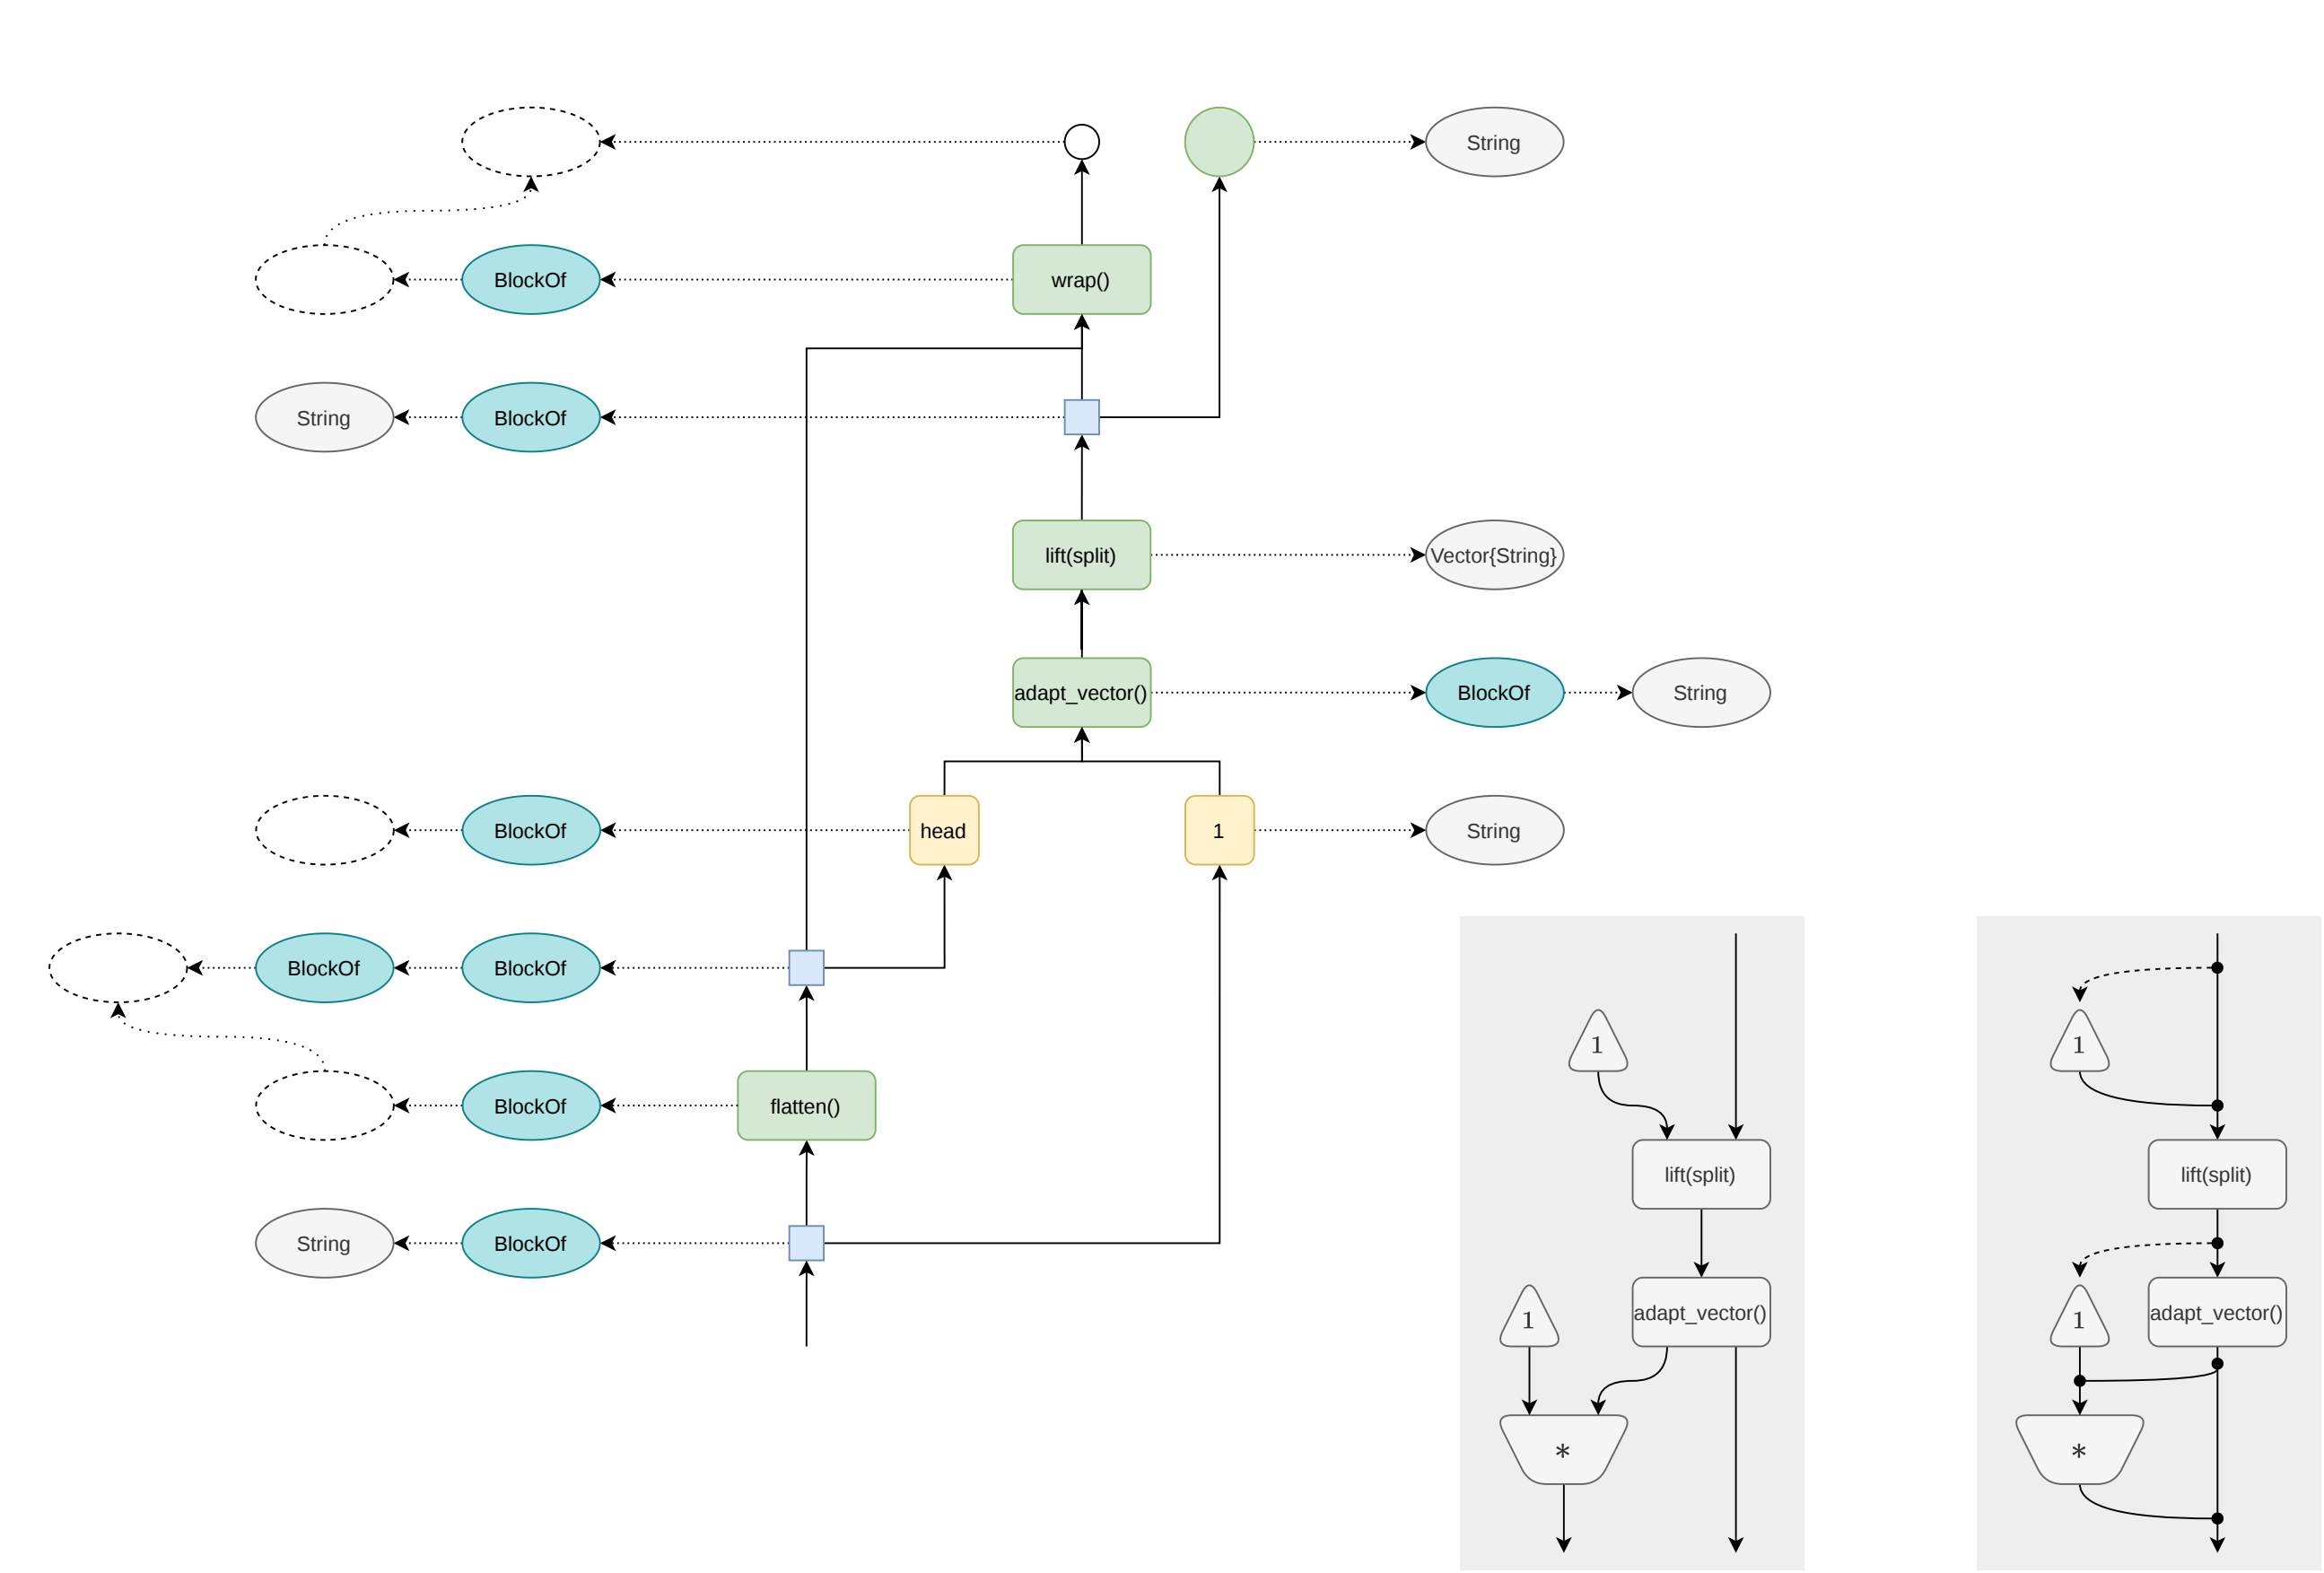 String
BlockOf
wrap()
String
BlockOf
lift(split)
Vector{String}
adapt_vector()
BlockOf
String
BlockOf
head
1
String
BlockOf
BlockOf
1
1
BlockOf
flatten()
lift(split)
lift(split)
String
BlockOf
1
adapt_vector()
1
adapt_vector()
*
*